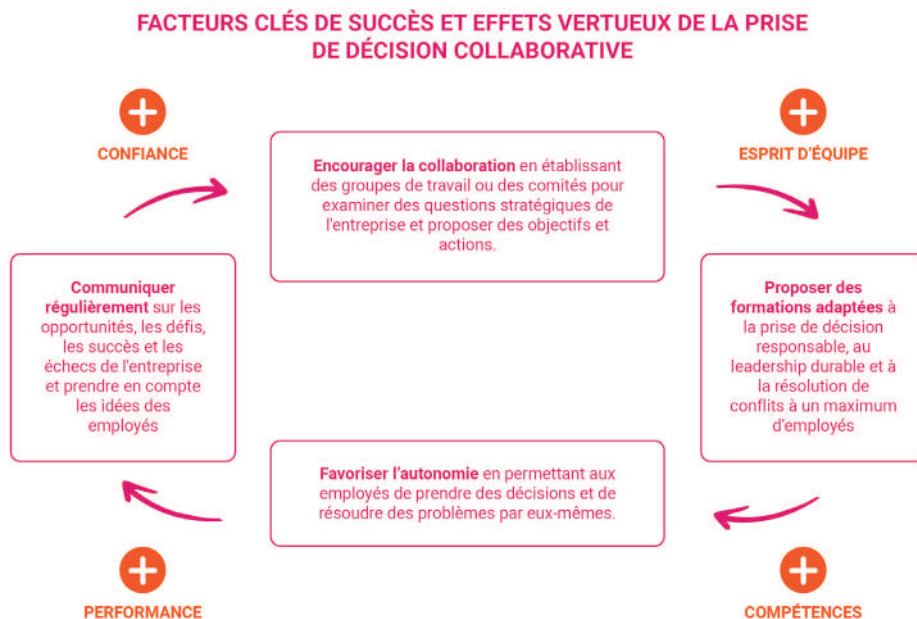 FACTEURS CLÉS DE SUCCÈS ET EFFETS VERTUEUX DE LA PRISE
DE DÉCISION COLLABORATIVE
CONFIANCE
ESPRIT D'ÉQUIPE
Encourager la collaboration en établissant
des groupes de travail ou des comités pour
examiner des questions stratégiques de
l'entreprise et proposer des objectifs et
actions.
Communiquer
régulièrement sur les
opportunités, les défis,
les succès et les
échecs de l'entreprise
et prendre en compte
les idées des
employés
Proposer des
formations adaptées à
la prise de décision
responsable, au
leadership durable et à
la résolution de
conflits à un maximum
d'employés
Favoriser l'autonomie en permettant aux
employés de prendre des décisions et de
résoudre des problèmes par eux-mêmes.
PERFORMANCE
COMPÉTENCES